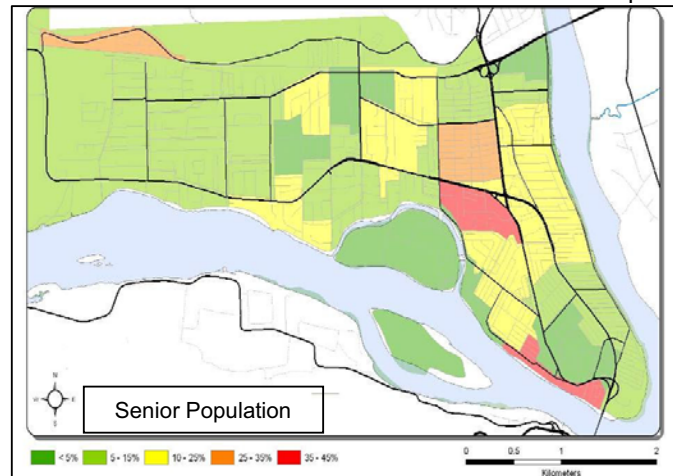 N
W E
S
Senior Population
< 5% 5 - 15% 10 - 25% 25 - 35% 35 - 45%
0 0.5 1 2
Kilometers